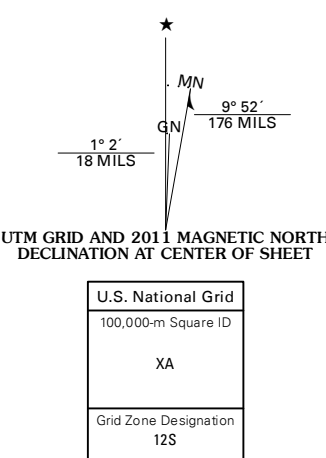 ★
MN
9° 52´
176 MILS
GN
1° 2´
18 MILS
UTM GRID AND 2011 MAGNETIC NORTH
DECLINATION AT CENTER OF SHEET
U.S. National Grid
100,000-m Square ID
XA
Grid Zone Designation
12S